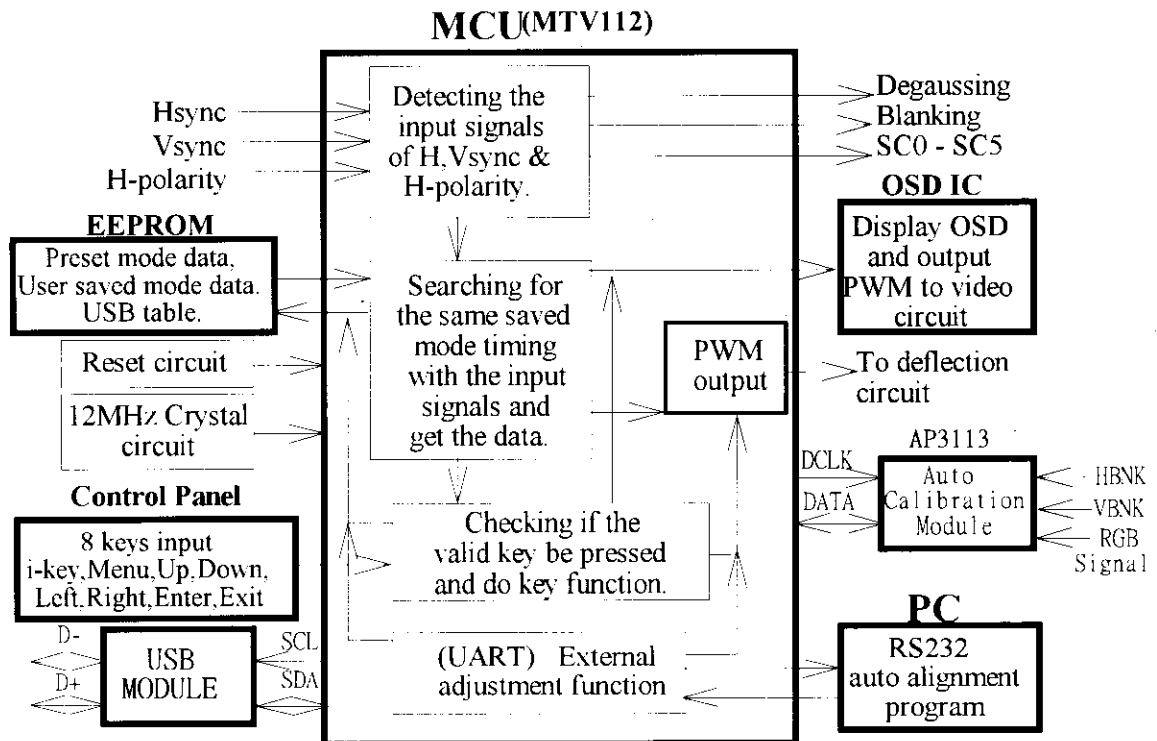 MCU(MTV112)
Hsync
Vsync
H-polarity
Detecting the
input signals
of H,Vsync &
H-polarity.
Degaussing
Blanking
SC0 - SC5
EEPROM
Preset mode data,
User saved mode data.
USB table.
Searching for
the same saved
mode timing
with the input
signals and
get the data.
OSD IC
Display OSD
and output
PWM to video
circuit
Reset circuit
12MHz Crystal
circuit
PWM
output
To deflection
circuit
AP3113
DCLK
DATA
Auto
Calibration
Module
HBNK
VBNK
RGB
Signal
Control Panel
8 keys input
i-key,Menu,Up,Down,
Left,Right,Enter,Exit
Checking if the
valid key be pressed
and do key function.
D-
D+
USB
MODULE
SCL
SDA
(UART) External
adjustment function
PC
RS232
auto alignment
program